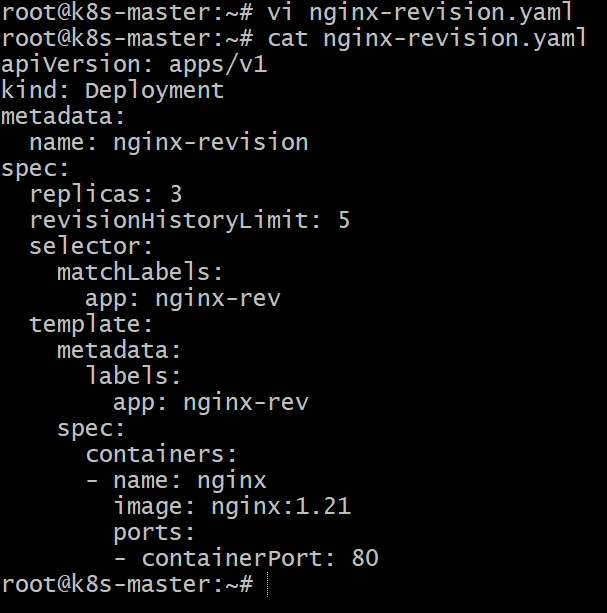 root@k8s-master:~# vi nginx-revision.yaml
root@k8s-master:~# cat nginx-revision.yaml
apiVersion: apps/v1
kind: Deployment
metadata:
  name: nginx-revision
spec:
  replicas: 3
  revisionHistoryLimit: 5
  selector:
    matchLabels:
      app: nginx-rev
  template:
    metadata:
      labels:
        app: nginx-rev
    spec:
      containers:
      - name: nginx
        image: nginx:1.21
        ports:
        - containerPort: 80
root@k8s-master:~#